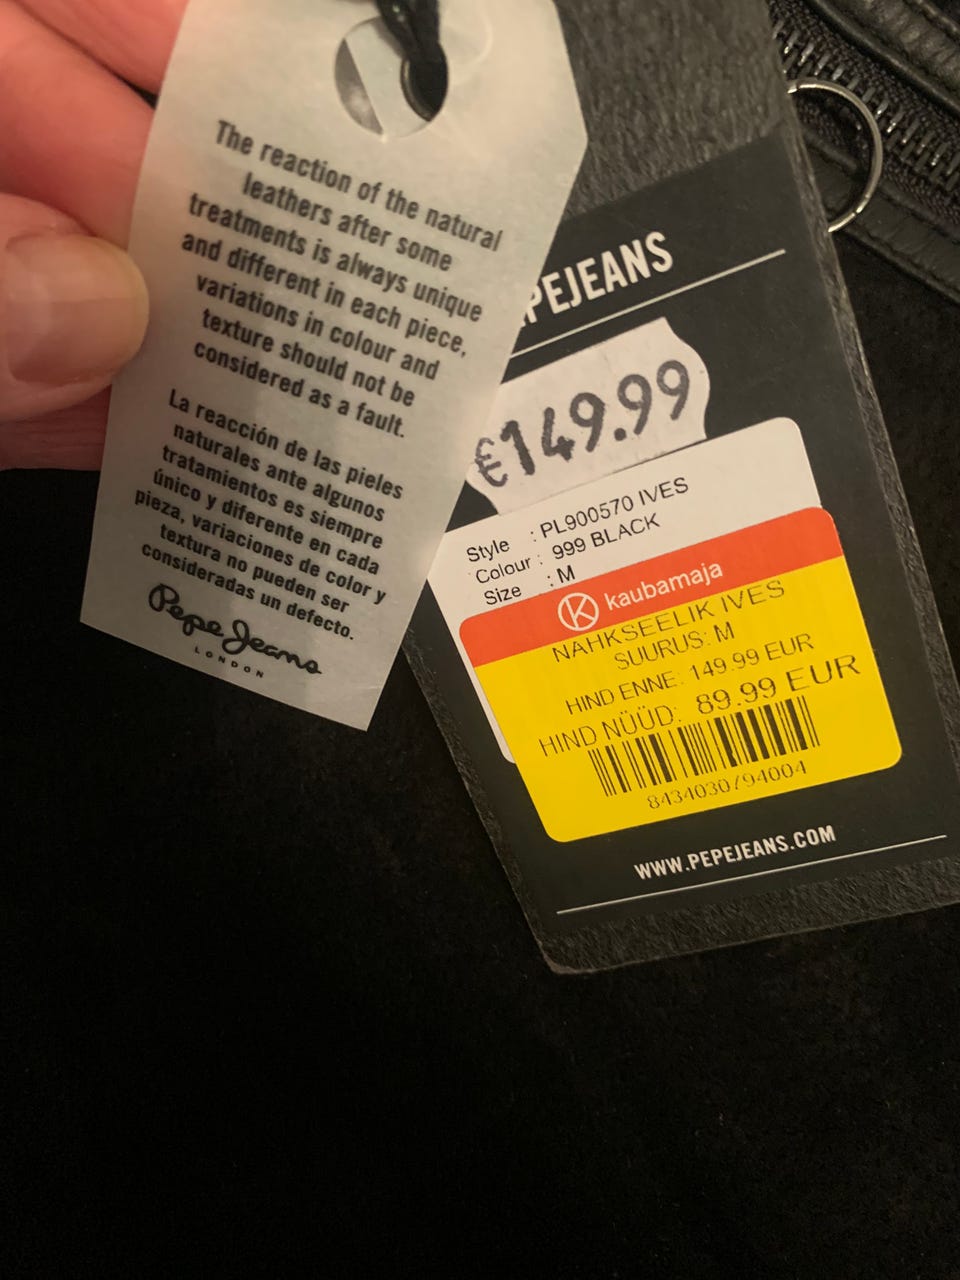 The reaction of the natural
leathers after some
treatments is always unique
and different in each piece,
variations in colour and
texture should not be
considered as a fault.
La reacción de las pieles
naturales ante algunos
tratamientos es siempre
único y diferente en cada
pieza, variaciones de color y
textura no pueden ser
consideradas un defecto.
Pepe Jeans
LONDON
PEPEJEANS
€149.99
Style : PL900570 IVES
Colour : 999 BLACK
Size : M
K kaubamaja
NAHKSEELIK IVES
SUURUS: M
HIND ENNE: 149.99 EUR
HIND NÜÜD: 89.99 EUR
8434030794004
WWW.PEPEJEANS.COM